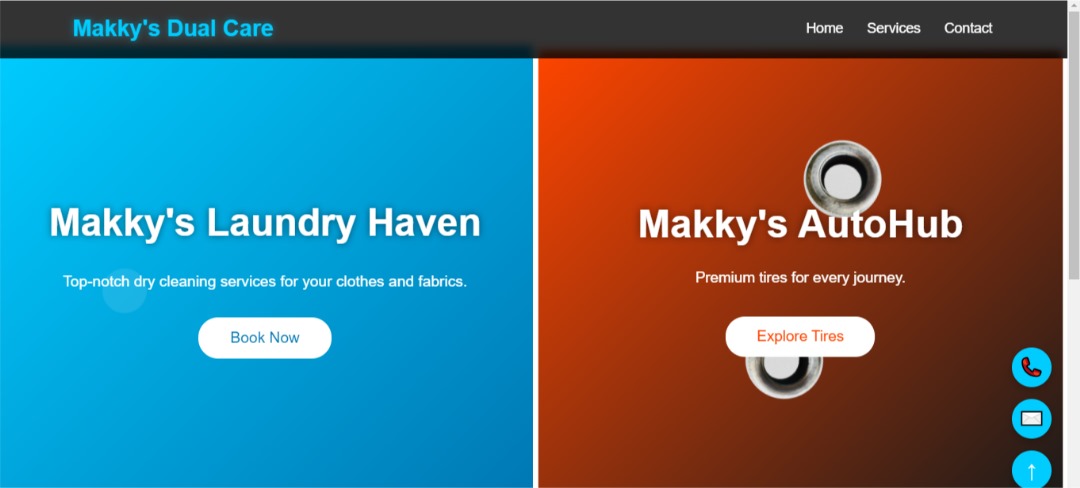 Makky's Dual Care
Home Services Contact
Makky's Laundry Haven
Top-notch dry cleaning services for your clothes and fabrics.
Book Now
Makky's AutoHub
Premium tires for every journey.
Explore Tires